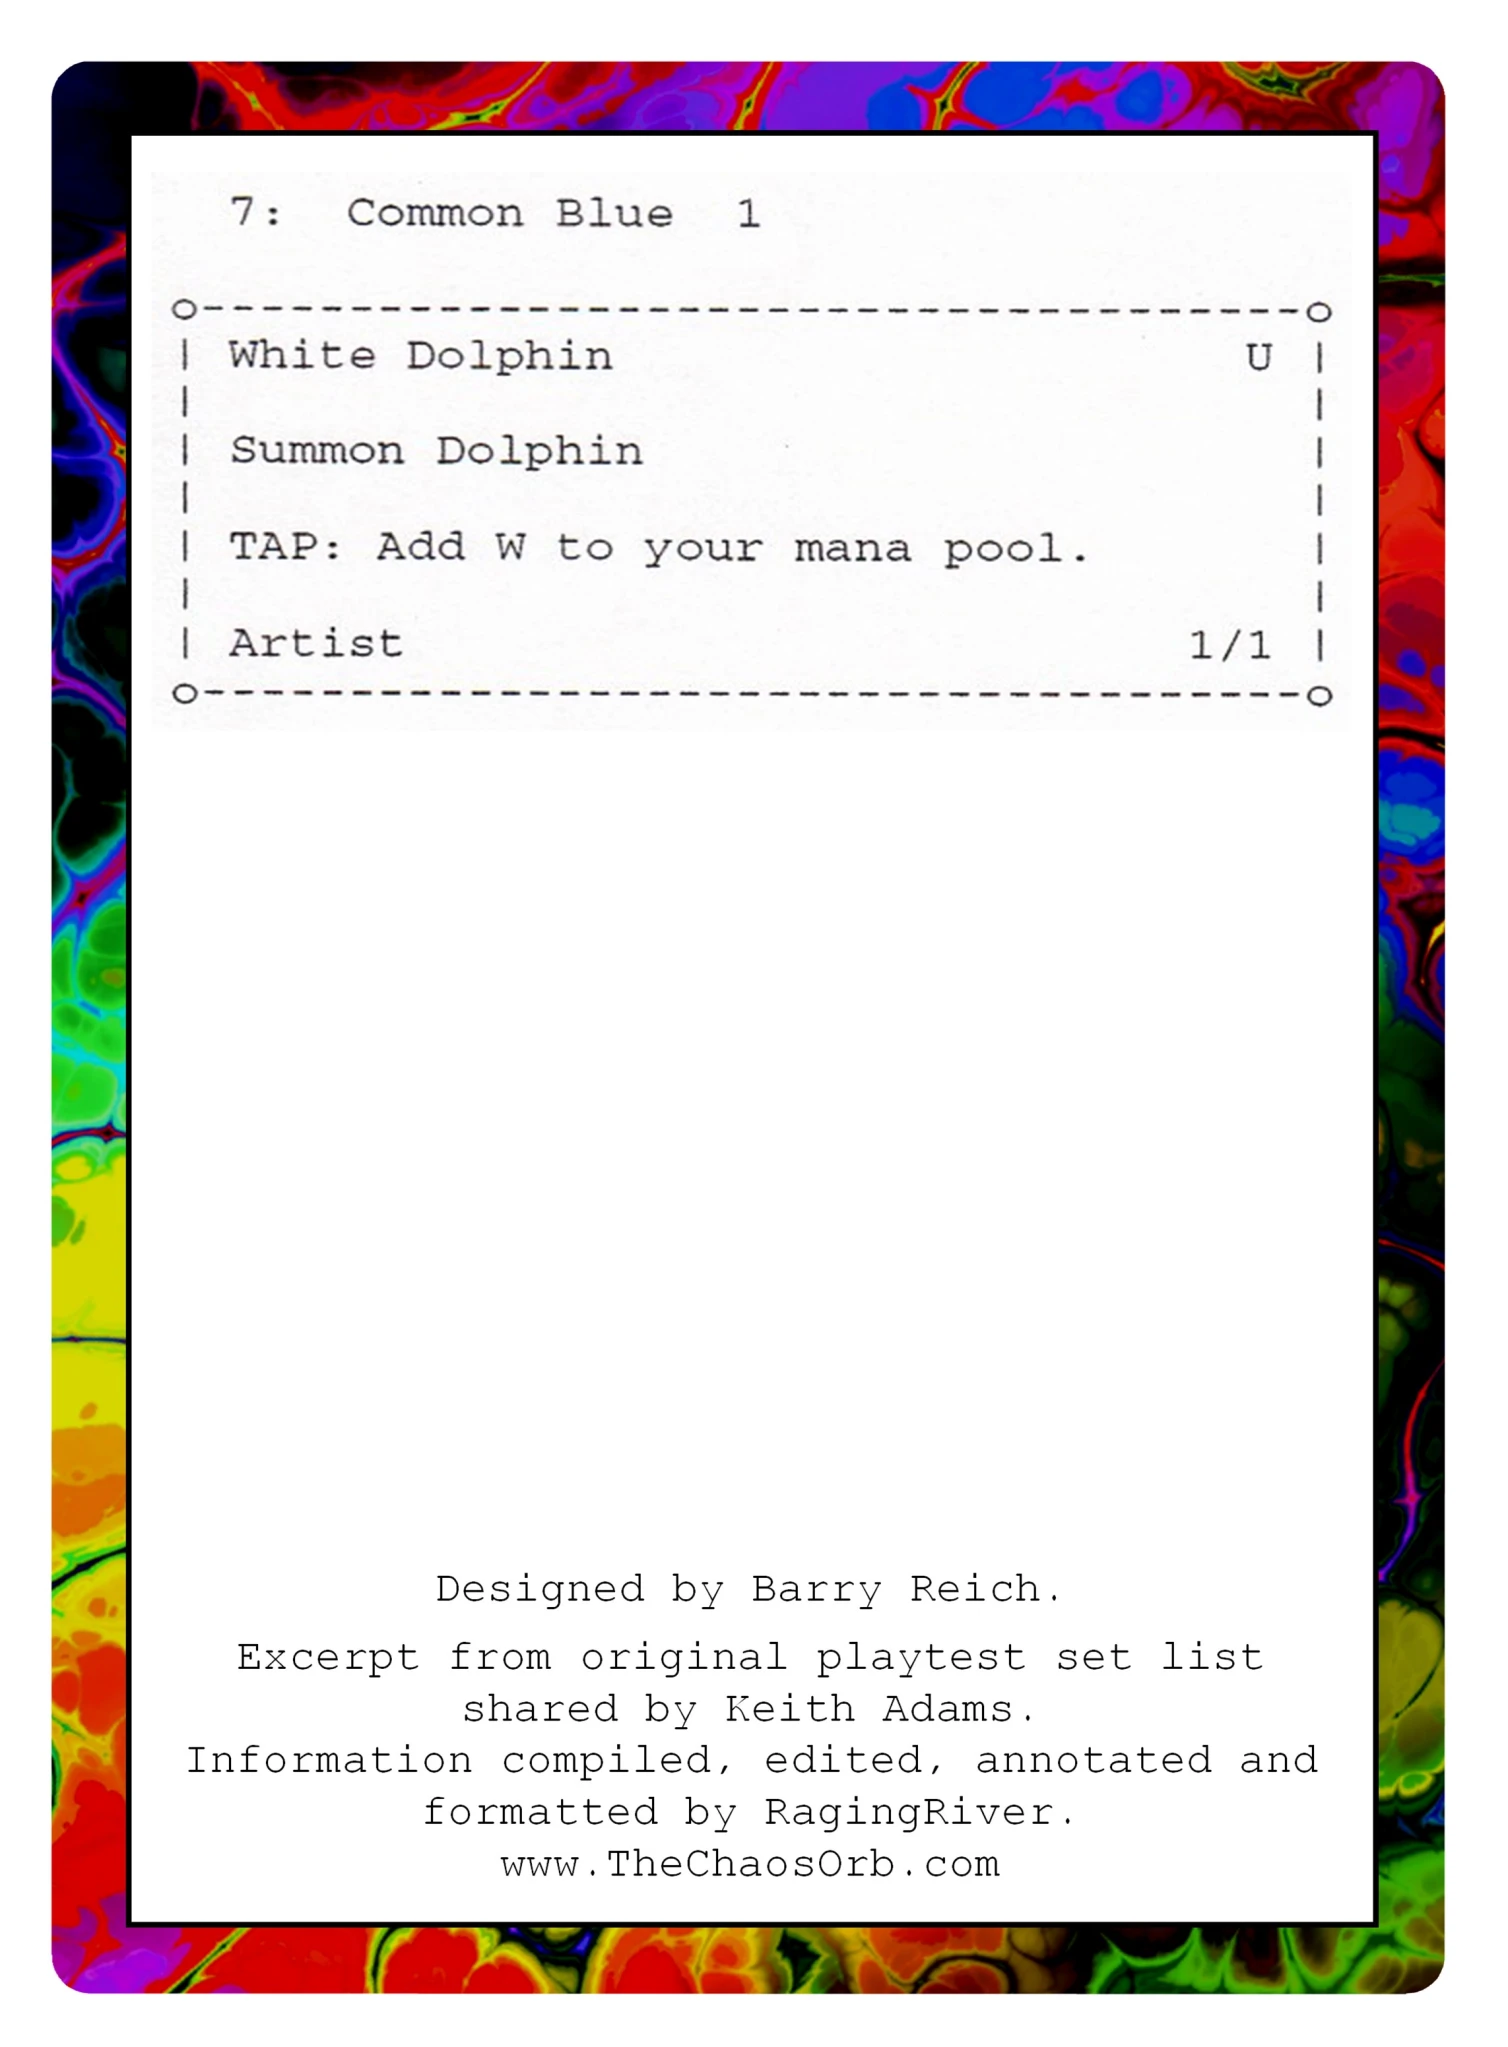 7: Common Blue 1
White Dolphin U
Summon Dolphin
TAP: Add W to your mana pool.
Artist 1/1
Designed by Barry Reich.
Excerpt from original playtest set list
shared by Keith Adams.
Information compiled, edited, annotated and
formatted by RagingRiver.
www.TheChaosOrb.com